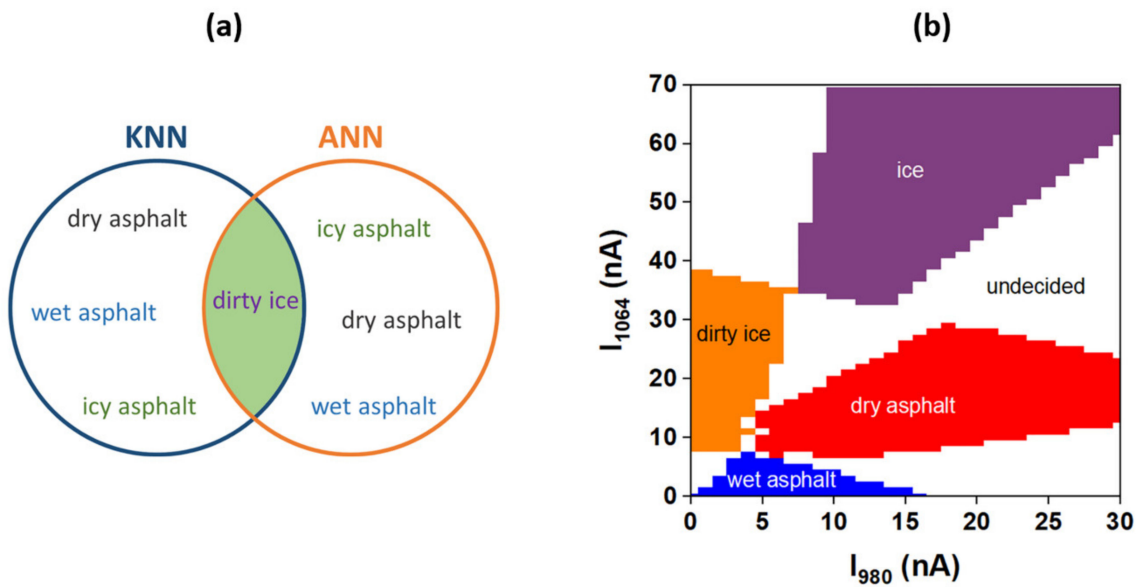 (a)
KNN
ANN
dry asphalt
icy asphalt
dirty ice
wet asphalt
dry asphalt
icy asphalt
wet asphalt
(b)
70
60
50
40
30
20
10
0
I1064 (nA)
ice
undecided
dirty ice
dry asphalt
wet asphalt
0
5
10
15
20
25
30
I980 (nA)